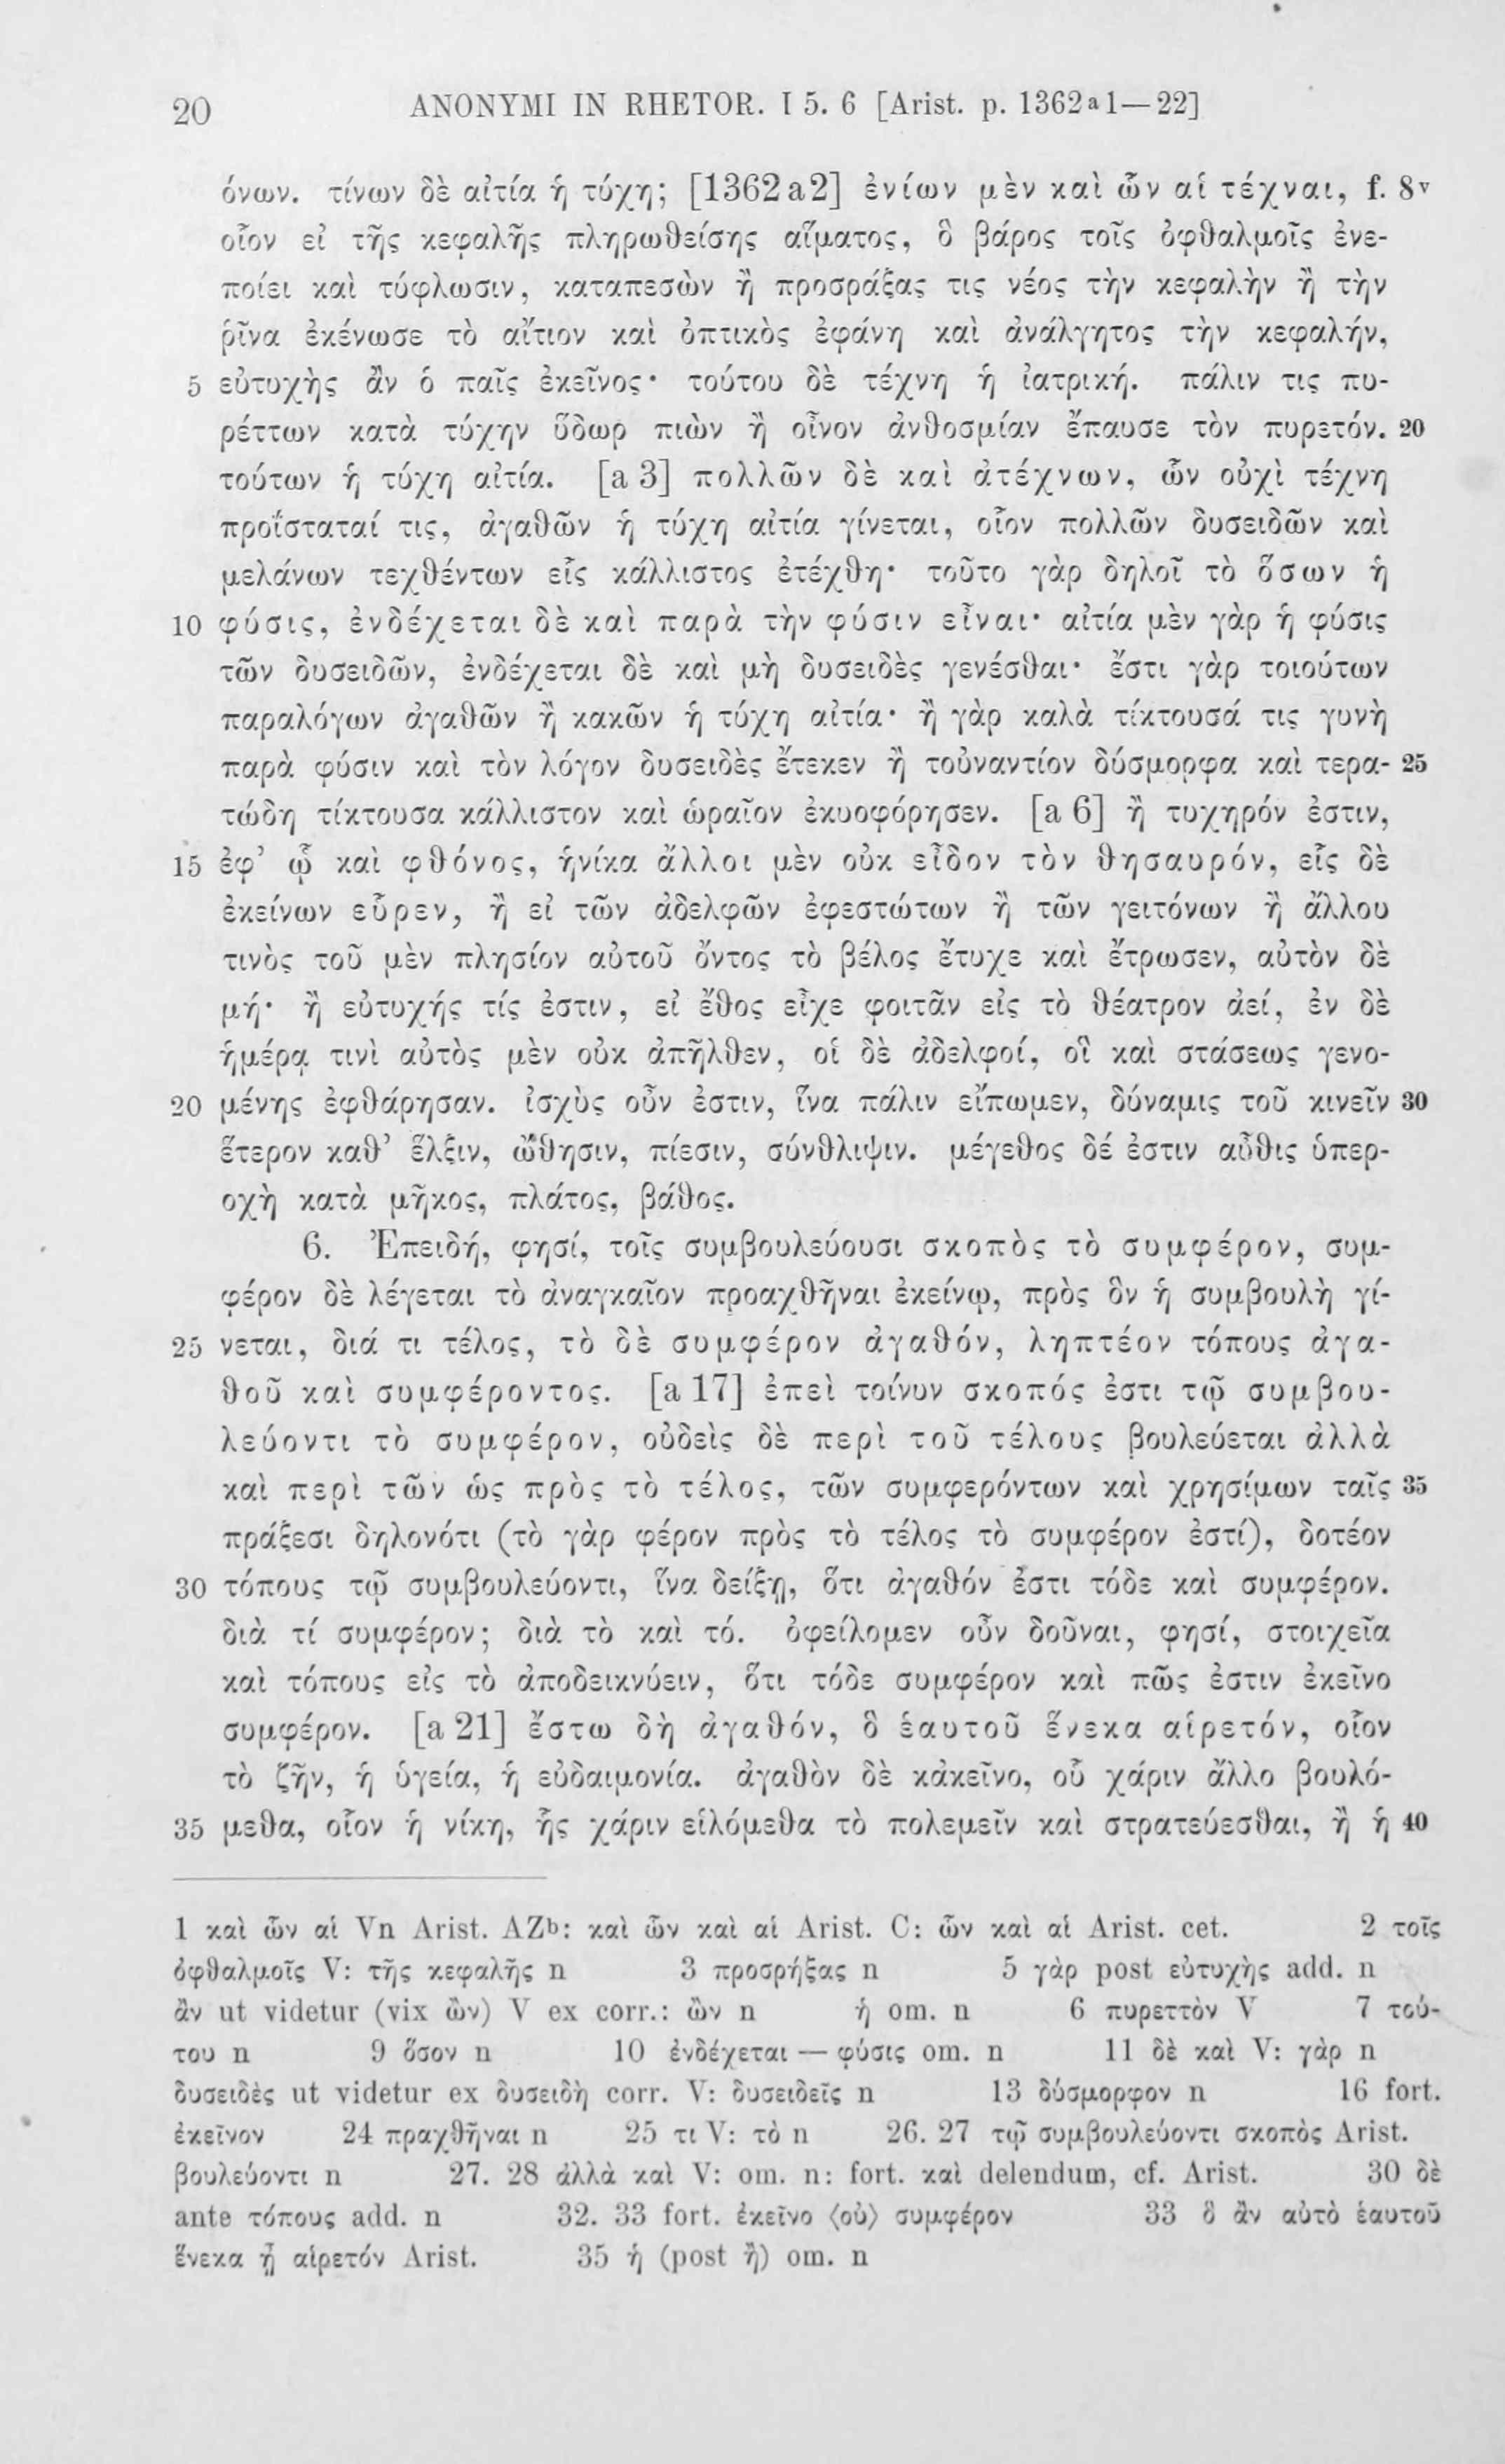 20 ANONYMI IN RHETOR. I 5. 6 [Arist. p. 1362a1—22]
όνων. τίνων δὲ αἰτία ἡ τύχη; [1362a2] ἐνίων μὲν καὶ ὧν αἱ τέχναι, f. 8v
οἷον εἰ τῆς κεφαλῆς πληρωθείσης αἵματος, ὃ βάρος τοῖς ὀφθαλμοῖς ἐνε-
ποίει καὶ τύφλωσιν, καταπεσὼν ἢ προσράξας τις νέος τὴν κεφαλὴν ἢ τὴν
ῥῖνα ἐκένωσε τὸ αἴτιον καὶ ὀπτικὸς ἐφάνη καὶ ἀνάλγητος τὴν κεφαλήν,
5 εὐτυχὴς ἂν ὁ παῖς ἐκεῖνος· τούτου δὲ τέχνη ἡ ἰατρική. πάλιν τις πυ-
ρέττων κατὰ τύχην ὕδωρ πιὼν ἢ οἶνον ἀνθοσμίαν ἔπαυσε τὸν πυρετόν. 20
τούτων ἡ τύχη αἰτία. [a 3] πολλῶν δὲ καὶ ἀτέχνων, ὧν οὐχὶ τέχνη
προΐσταταί τις, ἀγαθῶν ἡ τύχη αἰτία γίνεται, οἷον πολλῶν δυσειδῶν καὶ
μελάνων τεχθέντων εἷς κάλλιστος ἐτέχθη· τοῦτο γὰρ δηλοῖ τὸ ὅσων ἡ
10 φύσις, ἐνδέχεται δὲ καὶ παρὰ τὴν φύσιν εἶναι· αἰτία μὲν γὰρ ἡ φύσις
τῶν δυσειδῶν, ἐνδέχεται δὲ καὶ μὴ δυσειδὲς γενέσθαι· ἔστι γὰρ τοιούτων
παραλόγων ἀγαθῶν ἢ κακῶν ἡ τύχη αἰτία· ἢ γὰρ καλὰ τίκτουσά τις γυνὴ
παρὰ φύσιν καὶ τὸν λόγον δυσειδὲς ἔτεκεν ἢ τοὐναντίον δύσμορφα καὶ τερα- 25
τώδη τίκτουσα κάλλιστον καὶ ὡραῖον ἐκυοφόρησεν. [a 6] ἢ τυχηρόν ἐστιν,
15 ἐφ’ ᾧ καὶ φθόνος, ἡνίκα ἄλλοι μὲν οὐκ εἶδον τὸν θησαυρόν, εἷς δὲ
ἐκείνων εὗρεν, ἢ εἰ τῶν ἀδελφῶν ἐφεστώτων ἢ τῶν γειτόνων ἢ ἄλλου
τινὸς τοῦ μὲν πλησίον αὐτοῦ ὄντος τὸ βέλος ἔτυχε καὶ ἔτρωσεν, αὐτὸν δὲ
μή· ἢ εὐτυχής τίς ἐστιν, εἰ ἔθος εἶχε φοιτᾶν εἰς τὸ θέατρον ἀεί, ἐν δὲ
ἡμέρᾳ τινὶ αὐτὸς μὲν οὐκ ἀπῆλθεν, οἱ δὲ ἀδελφοί, οἳ καὶ στάσεως γενο-
20 μένης ἐφθάρησαν. ἰσχὺς οὖν ἐστιν, ἵνα πάλιν εἴπωμεν, δύναμις τοῦ κινεῖν 30
ἕτερον καθ’ ἕλξιν, ὤθησιν, πίεσιν, σύνθλιψιν. μέγεθος δέ ἐστιν αὖθις ὑπερ-
οχὴ κατὰ μῆκος, πλάτος, βάθος.
6. Ἐπειδή, φησί, τοῖς συμβουλεύουσι σκοπὸς τὸ συμφέρον, συμ-
φέρον δὲ λέγεται τὸ ἀναγκαῖον προαχθῆναι ἐκείνῳ, πρὸς ὃν ἡ συμβουλὴ γί-
25 νεται, διά τι τέλος, τὸ δὲ συμφέρον ἀγαθόν, ληπτέον τόπους ἀγα-
θοῦ καὶ συμφέροντος. [a 17] ἐπεὶ τοίνυν σκοπός ἐστι τῷ συμβου-
λεύοντι τὸ συμφέρον, οὐδεὶς δὲ περὶ τοῦ τέλους βουλεύεται ἀλλὰ
καὶ περὶ τῶν ὡς πρὸς τὸ τέλος, τῶν συμφερόντων καὶ χρησίμων ταῖς 35
πράξεσι δηλονότι (τὸ γὰρ φέρον πρὸς τὸ τέλος τὸ συμφέρον ἐστί), δοτέον
30 τόπους τῷ συμβουλεύοντι, ἵνα δείξῃ, ὅτι ἀγαθόν ἐστι τόδε καὶ συμφέρον.
διὰ τί συμφέρον; διὰ τὸ καὶ τό. ὀφείλομεν οὖν δοῦναι, φησί, στοιχεῖα
καὶ τόπους εἰς τὸ ἀποδεικνύειν, ὅτι τόδε συμφέρον καὶ πῶς ἐστιν ἐκεῖνο
συμφέρον. [a 21] ἔστω δὴ ἀγαθόν, ὃ ἑαυτοῦ ἕνεκα αἱρετόν, οἷον
τὸ ζῆν, ἡ ὑγεία, ἡ εὐδαιμονία. ἀγαθὸν δὲ κἀκεῖνο, οὗ χάριν ἄλλο βουλό-
35 μεθα, οἷον ἡ νίκη, ἧς χάριν εἱλόμεθα τὸ πολεμεῖν καὶ στρατεύεσθαι, ἢ ἡ 40
1 καὶ ὧν αἱ Vn Arist. AZb: καὶ ὧν καὶ αἱ Arist. C: ὧν καὶ αἱ Arist. cet. 2 τοῖς
ὀφθαλμοῖς V: τῆς κεφαλῆς n 3 προσρήξας n 5 γὰρ post εὐτυχὴς add. n
ἂν ut videtur (vix ὢν) V ex corr.: ὢν n ἡ om. n 6 πυρεττὸν V 7 τού-
του n 9 ὅσον n 10 ἐνδέχεται — φύσις om. n 11 δὲ καὶ V: γὰρ n
δυσειδὲς ut videtur ex δυσειδῆ corr. V: δυσειδεῖς n 13 δύσμορφον n 16 fort.
ἐκεῖνον 24 πραχθῆναι n 25 τι V: τὸ n 26. 27 τῷ συμβουλεύοντι σκοπὸς Arist.
βουλεύοντι n 27. 28 ἀλλὰ καὶ V: om. n: fort. καὶ delendum, cf. Arist. 30 δὲ
ante τόπους add. n 32. 33 fort. ἐκεῖνο ⟨οὐ⟩ συμφέρον 33 ὃ ἂν αὐτὸ ἑαυτοῦ
ἕνεκα ᾖ αἱρετόν Arist. 35 ἡ (post ἢ) om. n